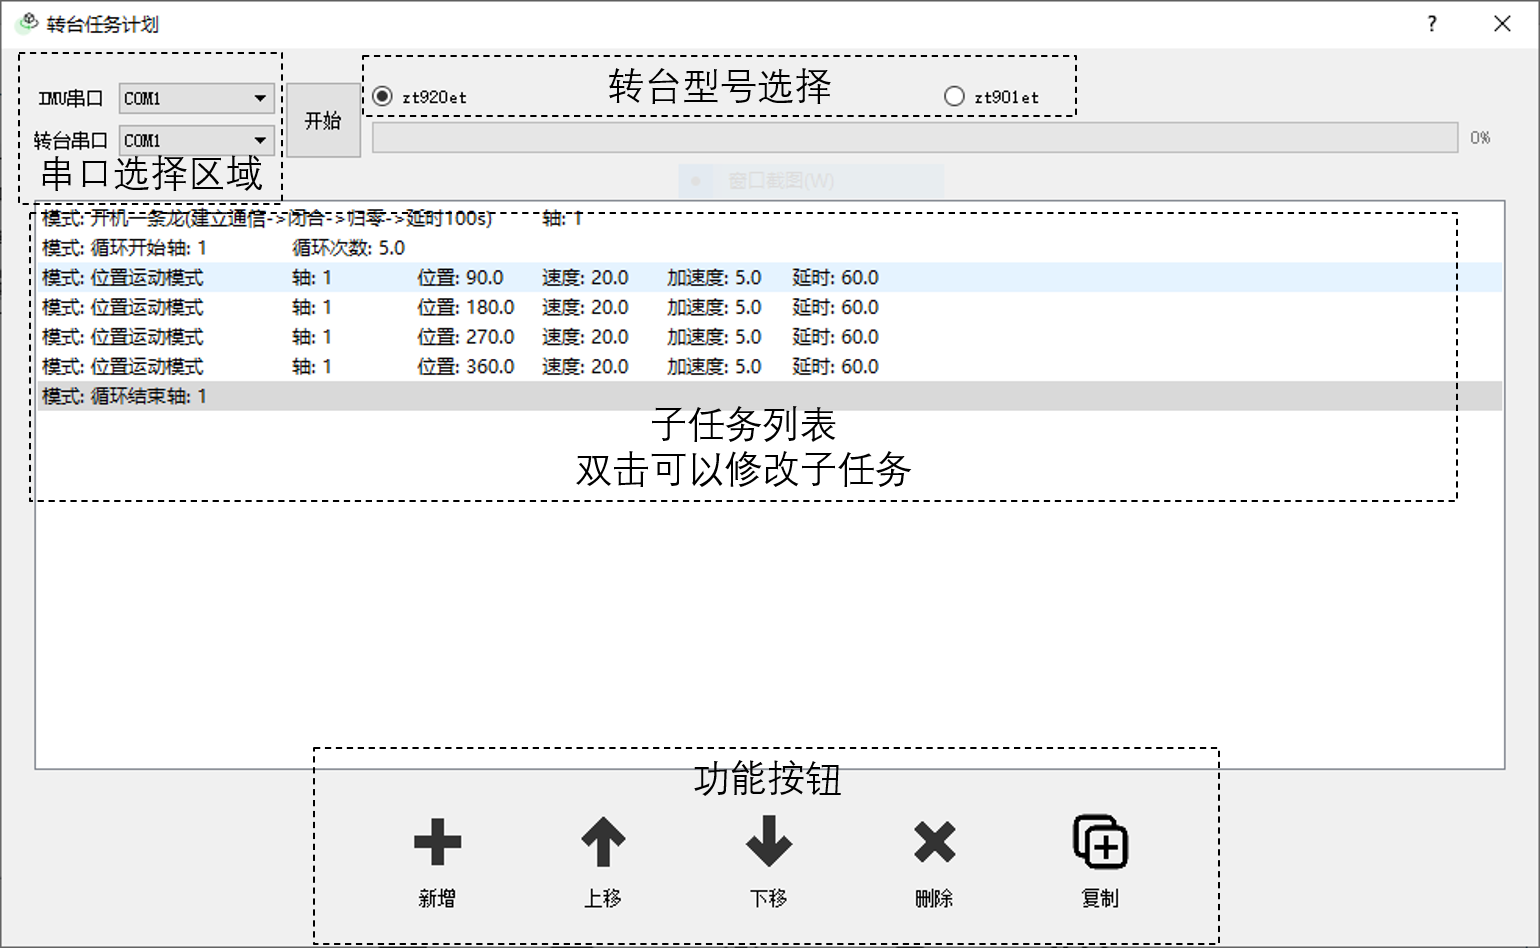 转台任务计划
?
IMU串口 COM1
转台串口 COM1
串口选择区域
开始
zt920et
转台型号选择
zt901et
0%
窗口截图(W)
模式: 开机一条龙(建立通信->闭合->归零->延时100s) 轴: 1
模式: 循环开始轴: 1 循环次数: 5.0
模式: 位置运动模式 轴: 1 位置: 90.0 速度: 20.0 加速度: 5.0 延时: 60.0
模式: 位置运动模式 轴: 1 位置: 180.0 速度: 20.0 加速度: 5.0 延时: 60.0
模式: 位置运动模式 轴: 1 位置: 270.0 速度: 20.0 加速度: 5.0 延时: 60.0
模式: 位置运动模式 轴: 1 位置: 360.0 速度: 20.0 加速度: 5.0 延时: 60.0
模式: 循环结束轴: 1
子任务列表
双击可以修改子任务
功能按钮
新增 上移 下移 删除 复制